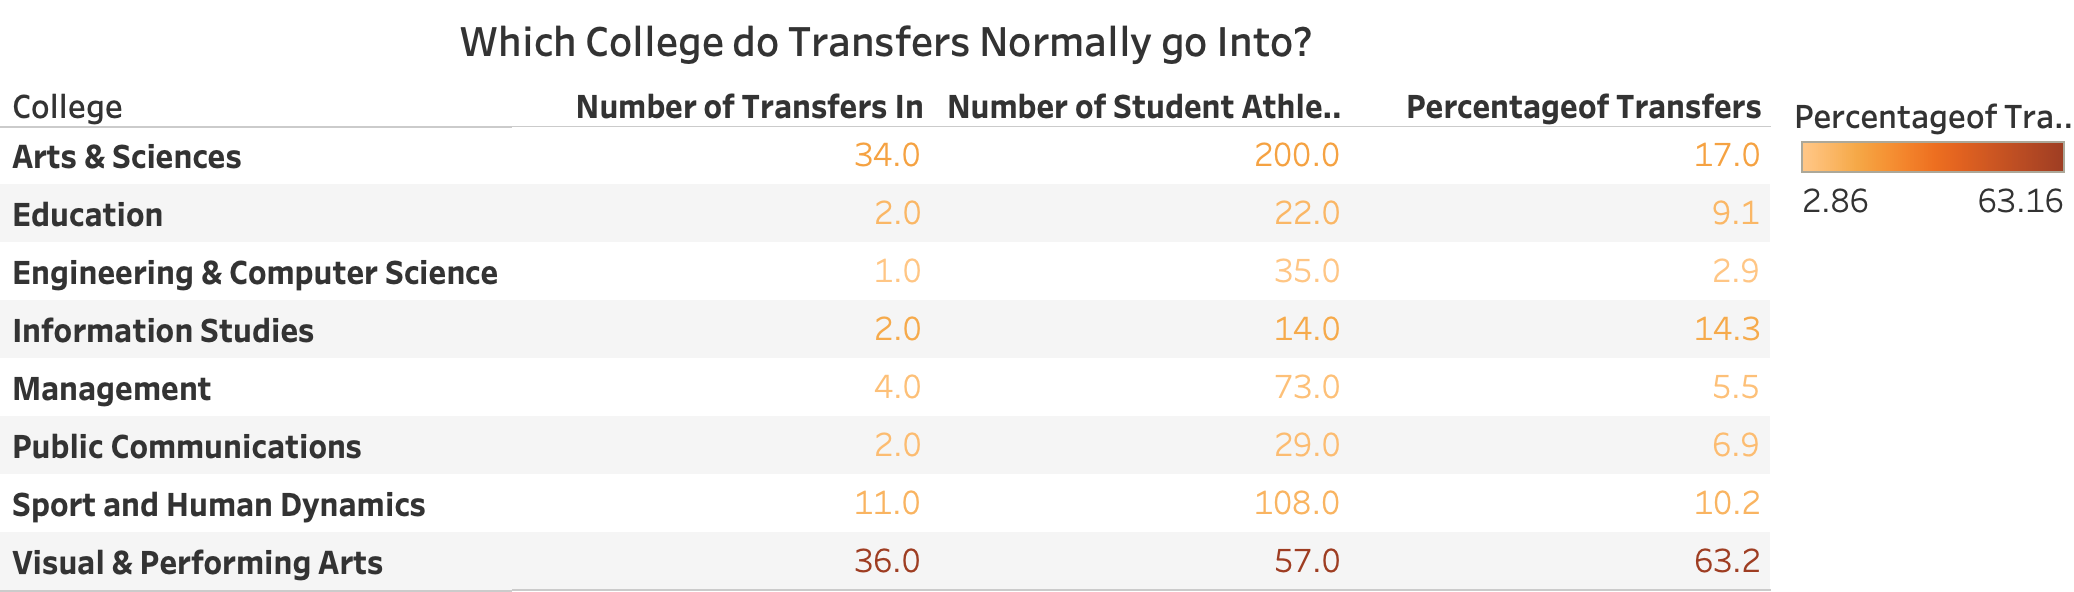 Which College do Transfers Normally go Into?
College Number of Transfers In Number of Student Athle.. Percentageof Transfers
Arts & Sciences 34.0 200.0 17.0
Education 2.0 22.0 9.1
Engineering & Computer Science 1.0 35.0 2.9
Information Studies 2.0 14.0 14.3
Management 4.0 73.0 5.5
Public Communications 2.0 29.0 6.9
Sport and Human Dynamics 11.0 108.0 10.2
Visual & Performing Arts 36.0 57.0 63.2
Percentageof Tra..
2.86 63.16